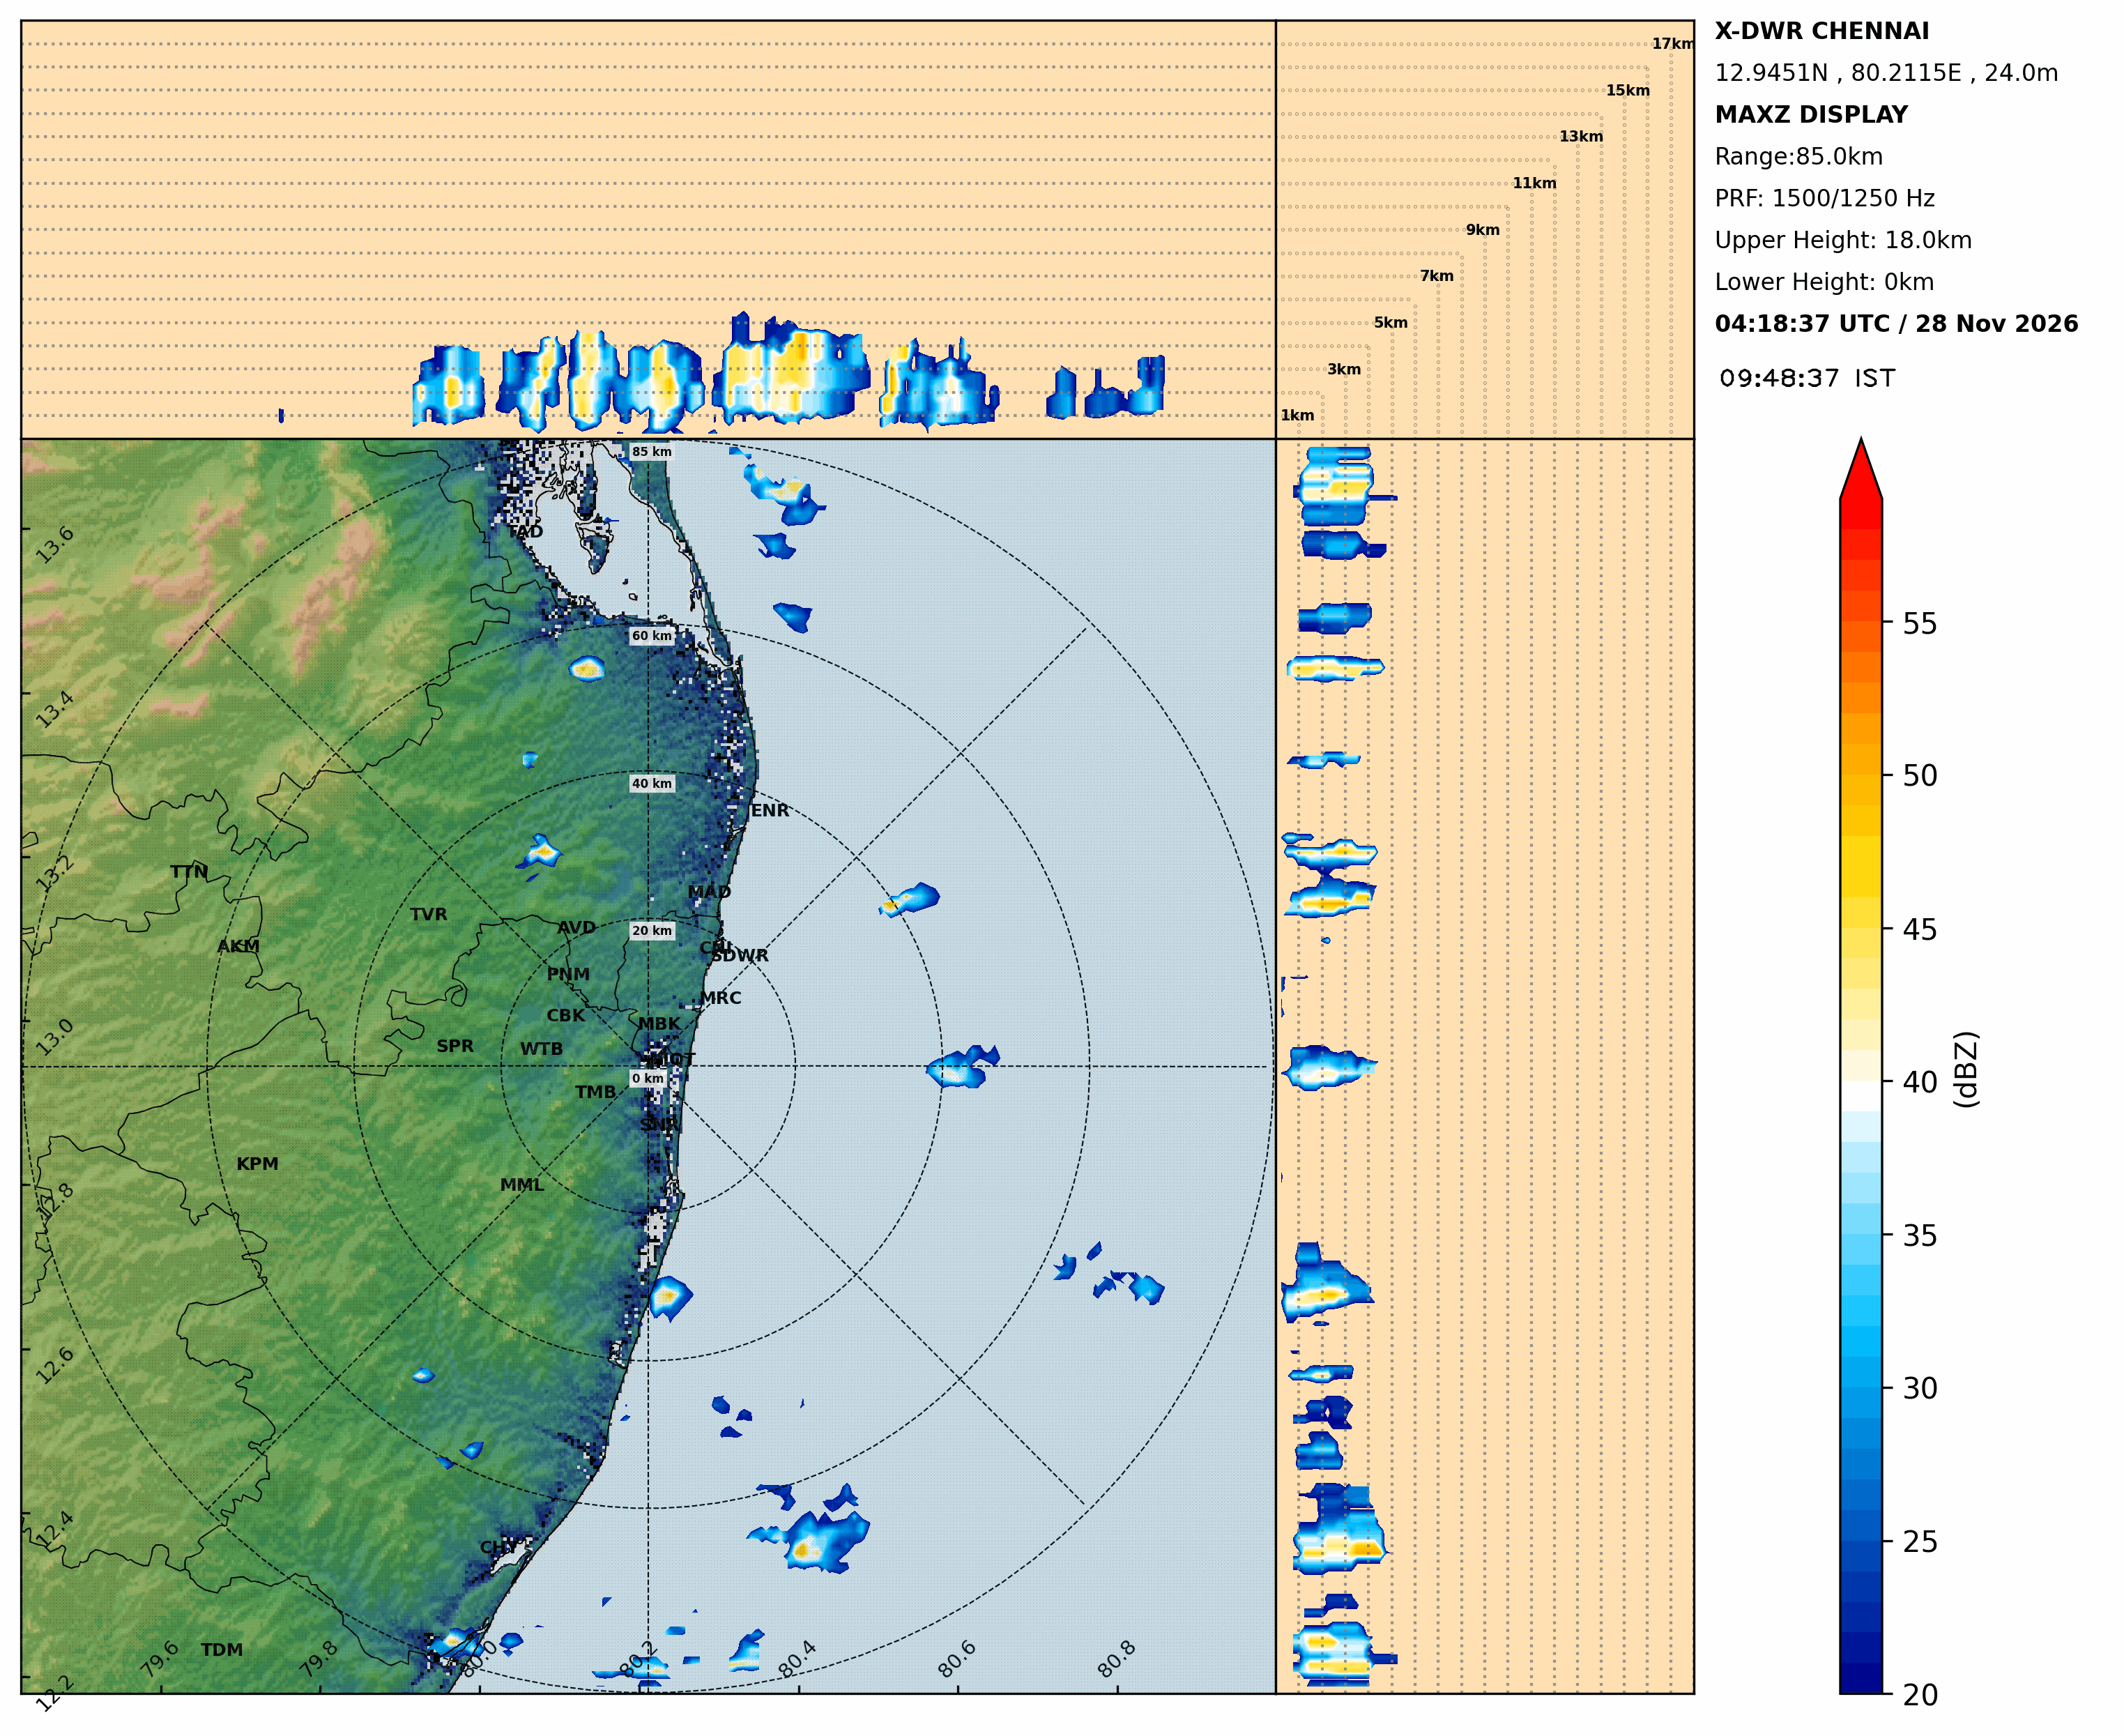 X-DWR CHENNAI
12.9451N , 80.2115E , 24.0m
MAXZ DISPLAY
Range:85.0km
PRF: 1500/1250 Hz
Upper Height: 18.0km
Lower Height: 0km
04:18:37 UTC / 28 Nov 2026
09:48:37 IST
17km
15km
13km
11km
9km
7km
5km
3km
1km
85 km
60 km
40 km
20 km
0 km
TAD
ENR
TTN
MAD
TVR
AVD
AKM
SDWR
PNM
MRC
CBK
MBK
SPR
WTB
TMB
SNR
KPM
MML
CHY
TDM
13.6
13.4
13.2
13.0
12.8
12.6
12.4
12.2
79.6
79.8
80.0
80.2
80.4
80.6
80.8
55
50
45
40
35
30
25
20
(dBZ)